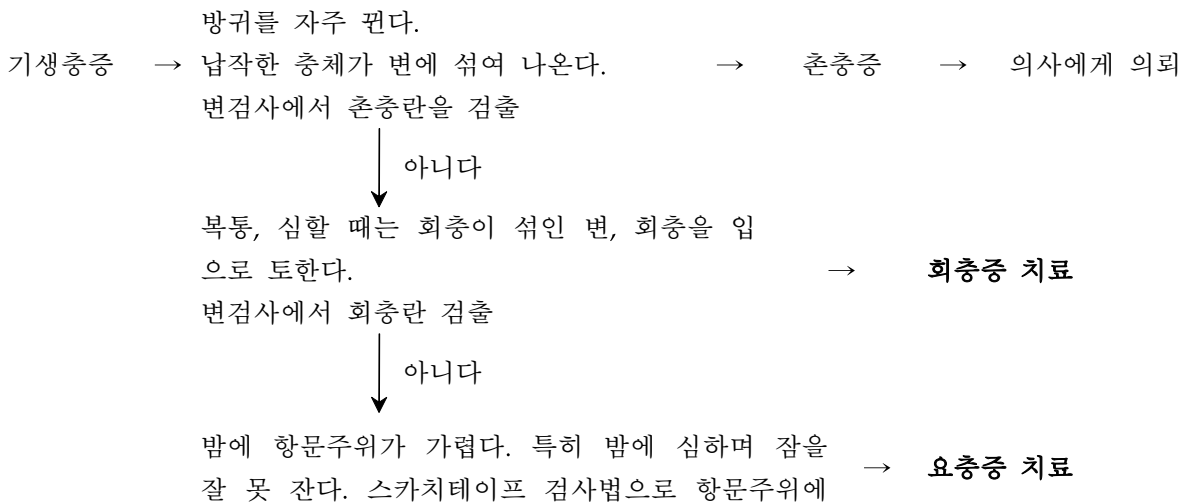 방귀를 자주 뀐다.
기생충증 → 납작한 충체가 변에 섞여 나온다. → 촌충증 → 의사에게 의뢰
변검사에서 촌충란을 검출
아니다
복통, 심할 때는 회충이 섞인 변, 회충을 입
으로 토한다. → 회충증 치료
변검사에서 회충란 검출
아니다
밤에 항문주위가 가렵다. 특히 밤에 심하며 잠을
→ 요충증 치료
잘 못 잔다. 스카치테이프 검사법으로 항문주위에